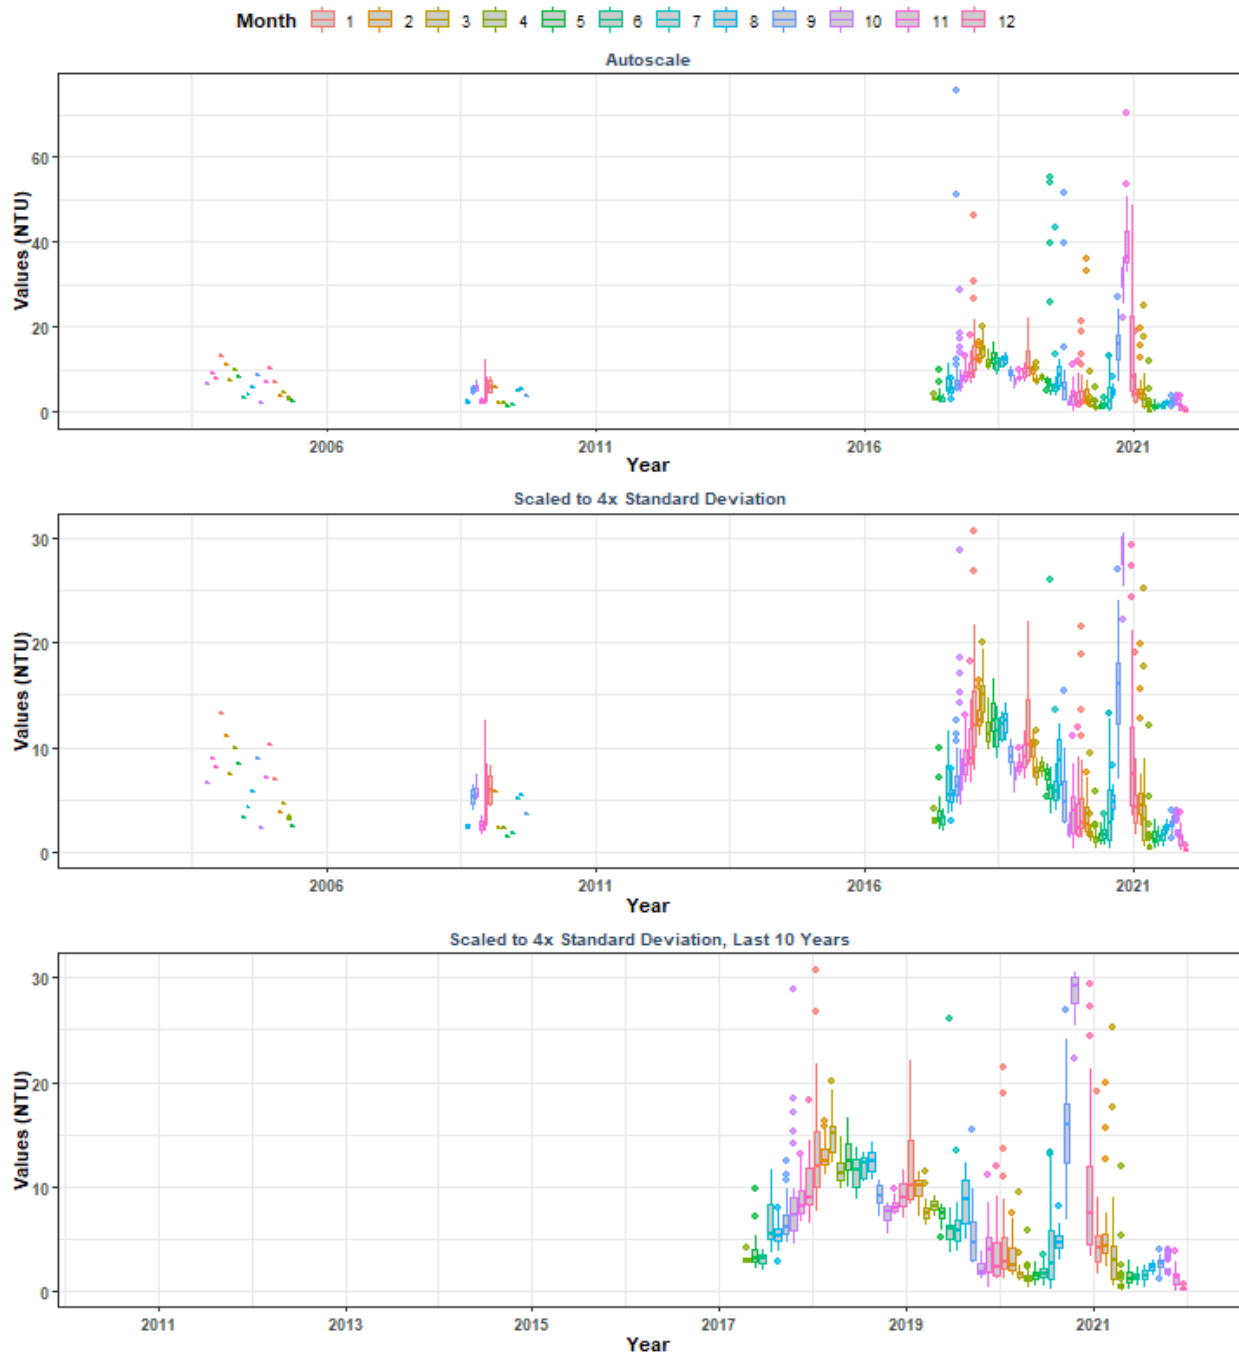 Month 1 2 3 4 5 6 7 8 9 10 11 12
Autoscale
Values (NTU)
60
40
20
0
2006 2011 2016 2021
Year
Scaled to 4x Standard Deviation
Values (NTU)
30
20
10
0
2006 2011 2016 2021
Year
Scaled to 4x Standard Deviation, Last 10 Years
Values (NTU)
30
20
10
0
2011 2013 2015 2017 2019 2021
Year